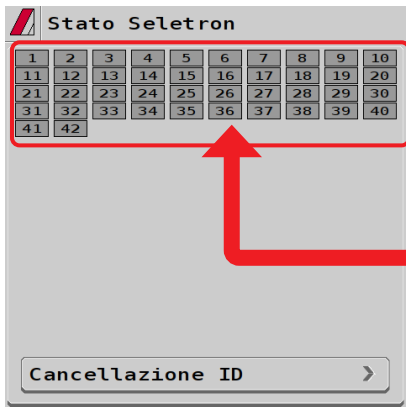 Stato Seletron
1 2 3 4 5 6 7 8 9 10
11 12 13 14 15 16 17 18 19 20
21 22 23 24 25 26 27 28 29 30
31 32 33 34 35 36 37 38 39 40
41 42
Cancellazione ID